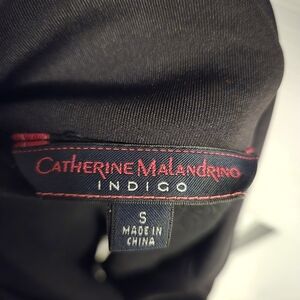 CATHERINE MALANDRINO
INDIGO
S
MADE IN
CHINA